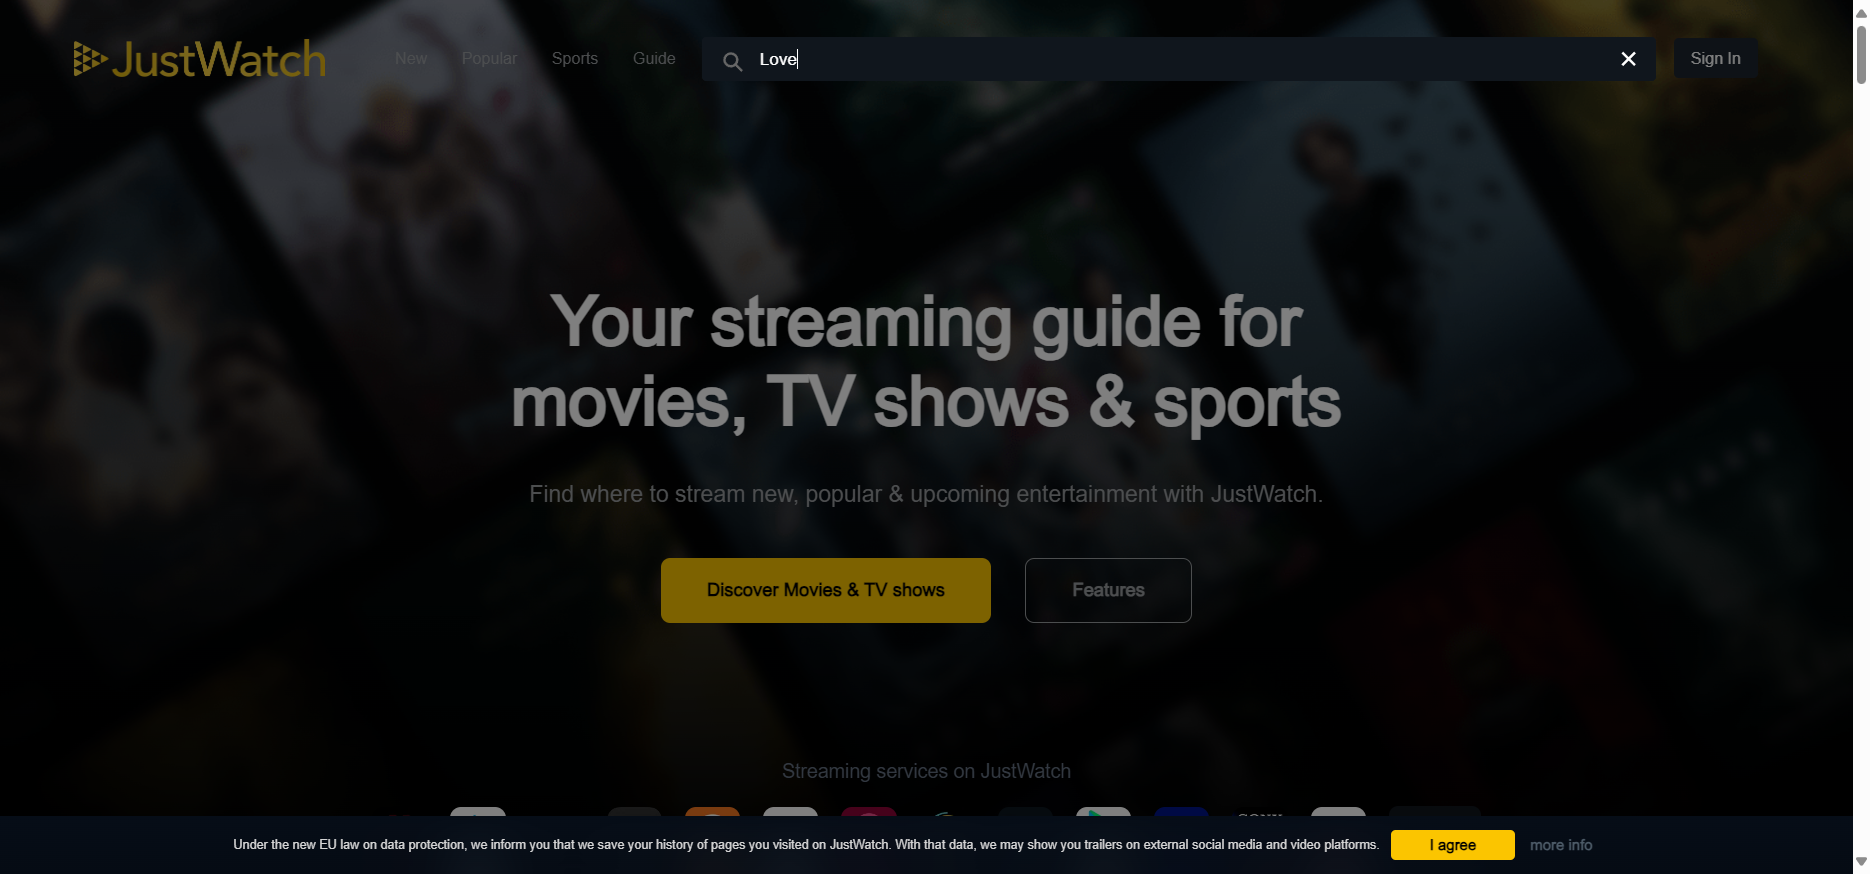 JustWatch
New
Popular
Sports
Guide
Love
Sign In
Your streaming guide for
movies, TV shows & sports
Find where to stream new, popular & upcoming entertainment with JustWatch.
Discover Movies & TV shows
Features
Streaming services on JustWatch
Under the new EU law on data protection, we inform you that we save your history of pages you visited on JustWatch. With that data, we may show you trailers on external social media and video platforms.
I agree
more info